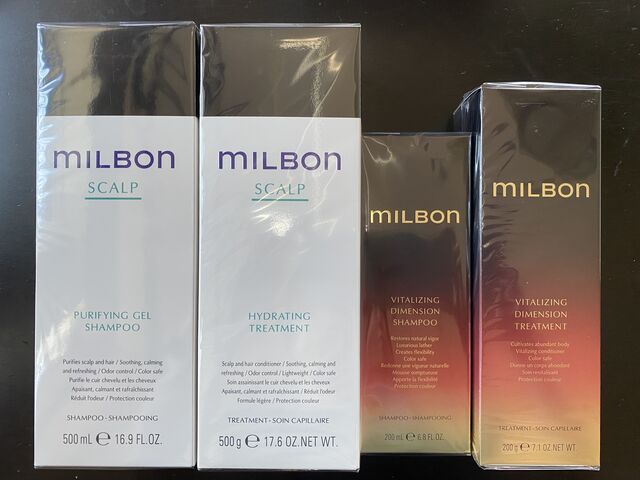 MILBON
SCALP
PURIFYING GEL
SHAMPOO
Purifies scalp and hair / Soothing, calming
and refreshing / Odor control / Color safe
Purifie le cuir chevelu et les cheveux
Apaisant, calmant et rafraîchissant
Réduit l'odeur / Protection couleur
SHAMPOO • SHAMPOOING
500 mL ℮ 16.9 FL.OZ.
MILBON
SCALP
HYDRATING
TREATMENT
Scalp and hair conditioner / Soothing, calming and
refreshing / Odor control / Lightweight / Color safe
Soin assainissant le cuir chevelu et les cheveux
Apaisant, calmant et rafraîchissant / Réduit l'odeur
Formule légère / Protection couleur
TREATMENT • SOIN CAPILLAIRE
500 g ℮ 17.6 OZ.NET WT.
MILBON
VITALIZING
DIMENSION
SHAMPOO
Restores natural vigor
Luxurious lather
Creates flexibility
Color safe
Redonne une vigueur naturelle
Mousse somptueuse
Apporte la flexibilité
Protection couleur
SHAMPOO • SHAMPOOING
200 mL ℮ 6.8 FL.OZ.
MILBON
VITALIZING
DIMENSION
TREATMENT
Cultivates abundant body
Vitalizing conditioner
Color safe
Donne un corps abondant
Soin revitalisant
Protection couleur
TREATMENT • SOIN CAPILLAIRE
200 g ℮ 7.1 OZ.NET WT.